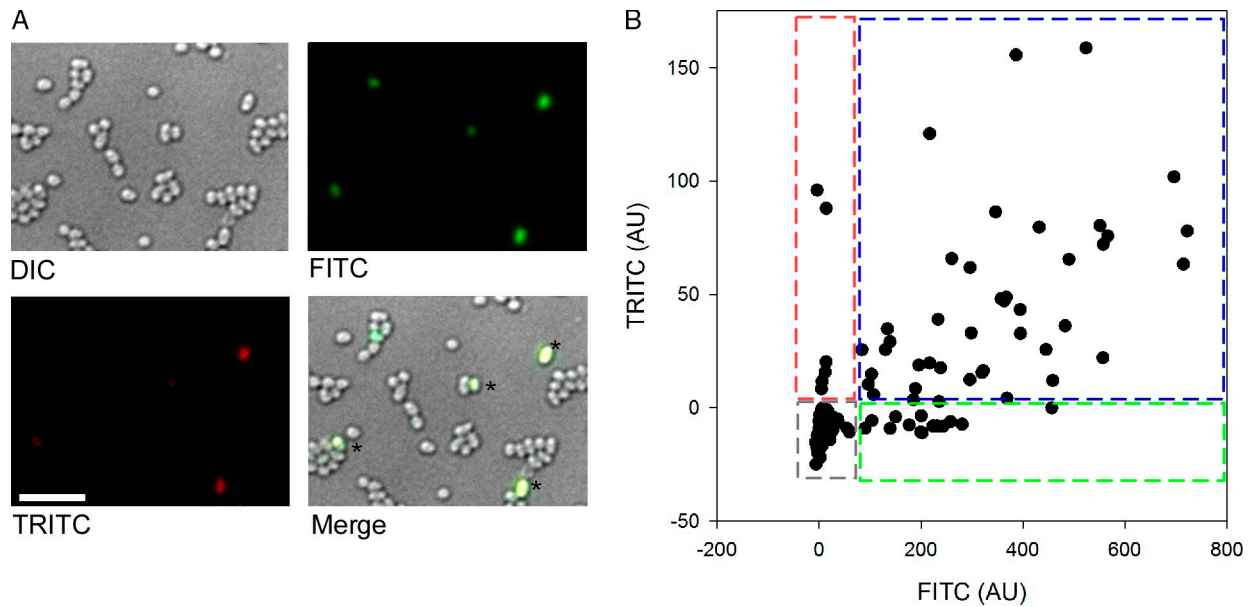 A
DIC
FITC
TRITC
Merge
*
*
*
*
B
TRITC (AU)
150
100
50
0
-50
-200
0
200
400
600
800
FITC (AU)